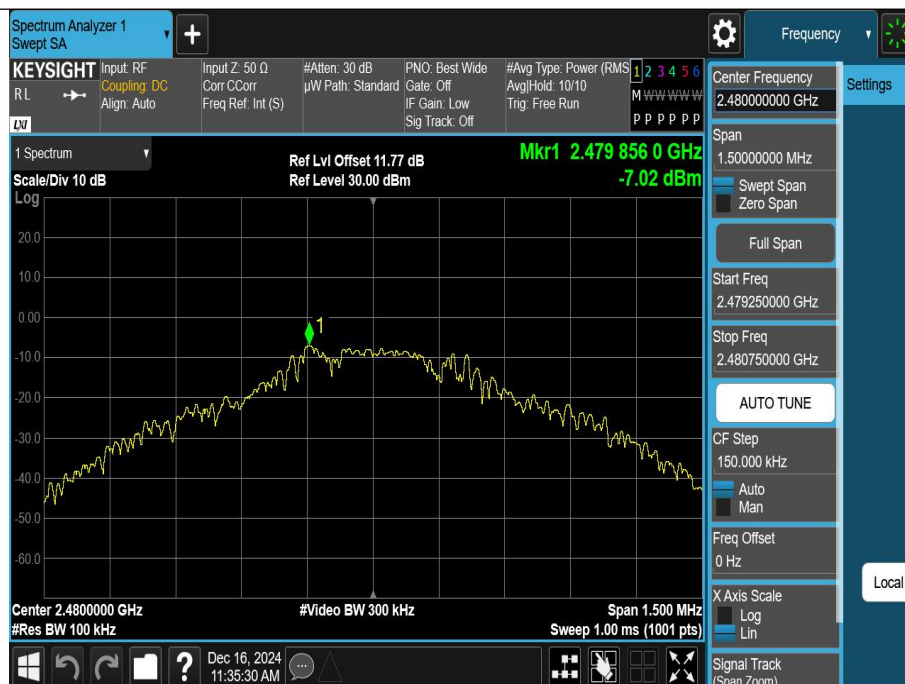 Spectrum Analyzer 1
Swept SA
+
Frequency
KEYSIGHT
RL
LXI
Input: RF
Coupling: DC
Align: Auto
Input Z: 50 Ω
Corr CCorr
Freq Ref: Int (S)
#Atten: 30 dB
µW Path: Standard
PNO: Best Wide
Gate: Off
IF Gain: Low
Sig Track: Off
#Avg Type: Power (RMS
Avg|Hold: 10/10
Trig: Free Run
1 2 3 4 5 6
M W W W W W
P P P P P P
1 Spectrum
Scale/Div 10 dB
Log
Ref Lvl Offset 11.77 dB
Ref Level 30.00 dBm
Mkr1 2.479 856 0 GHz
-7.02 dBm
20.0
10.0
0.00
-10.0
-20.0
-30.0
-40.0
-50.0
-60.0
1
Center 2.4800000 GHz
#Res BW 100 kHz
#Video BW 300 kHz
Span 1.500 MHz
Sweep 1.00 ms (1001 pts)
?
Dec 16, 2024
11:35:30 AM
Center Frequency
2.480000000 GHz
Span
1.50000000 MHz
Swept Span
Zero Span
Full Span
Start Freq
2.479250000 GHz
Stop Freq
2.480750000 GHz
AUTO TUNE
CF Step
150.000 kHz
Auto
Man
Freq Offset
0 Hz
X Axis Scale
Log
Lin
Signal Track
(Span Zoom)
Settings
Local